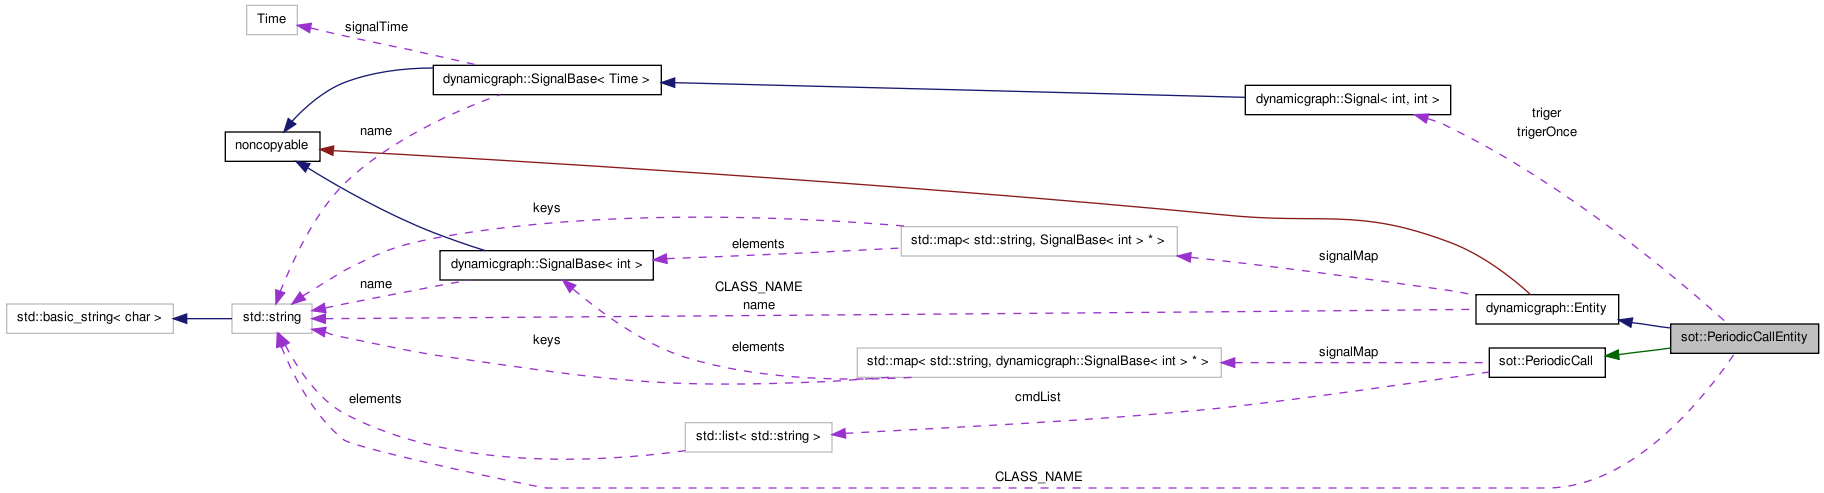 Time
signalTime
dynamicgraph::SignalBase< Time >
dynamicgraph::Signal< int, int >
triger
trigerOnce
name
noncopyable
keys
std::map< std::string, SignalBase< int > * >
elements
signalMap
dynamicgraph::SignalBase< int >
name
CLASS_NAME
name
std::basic_string< char >
std::string
dynamicgraph::Entity
sot::PeriodicCallEntity
keys
elements
std::map< std::string, dynamicgraph::SignalBase< int > * >
signalMap
sot::PeriodicCall
elements
cmdList
std::list< std::string >
CLASS_NAME